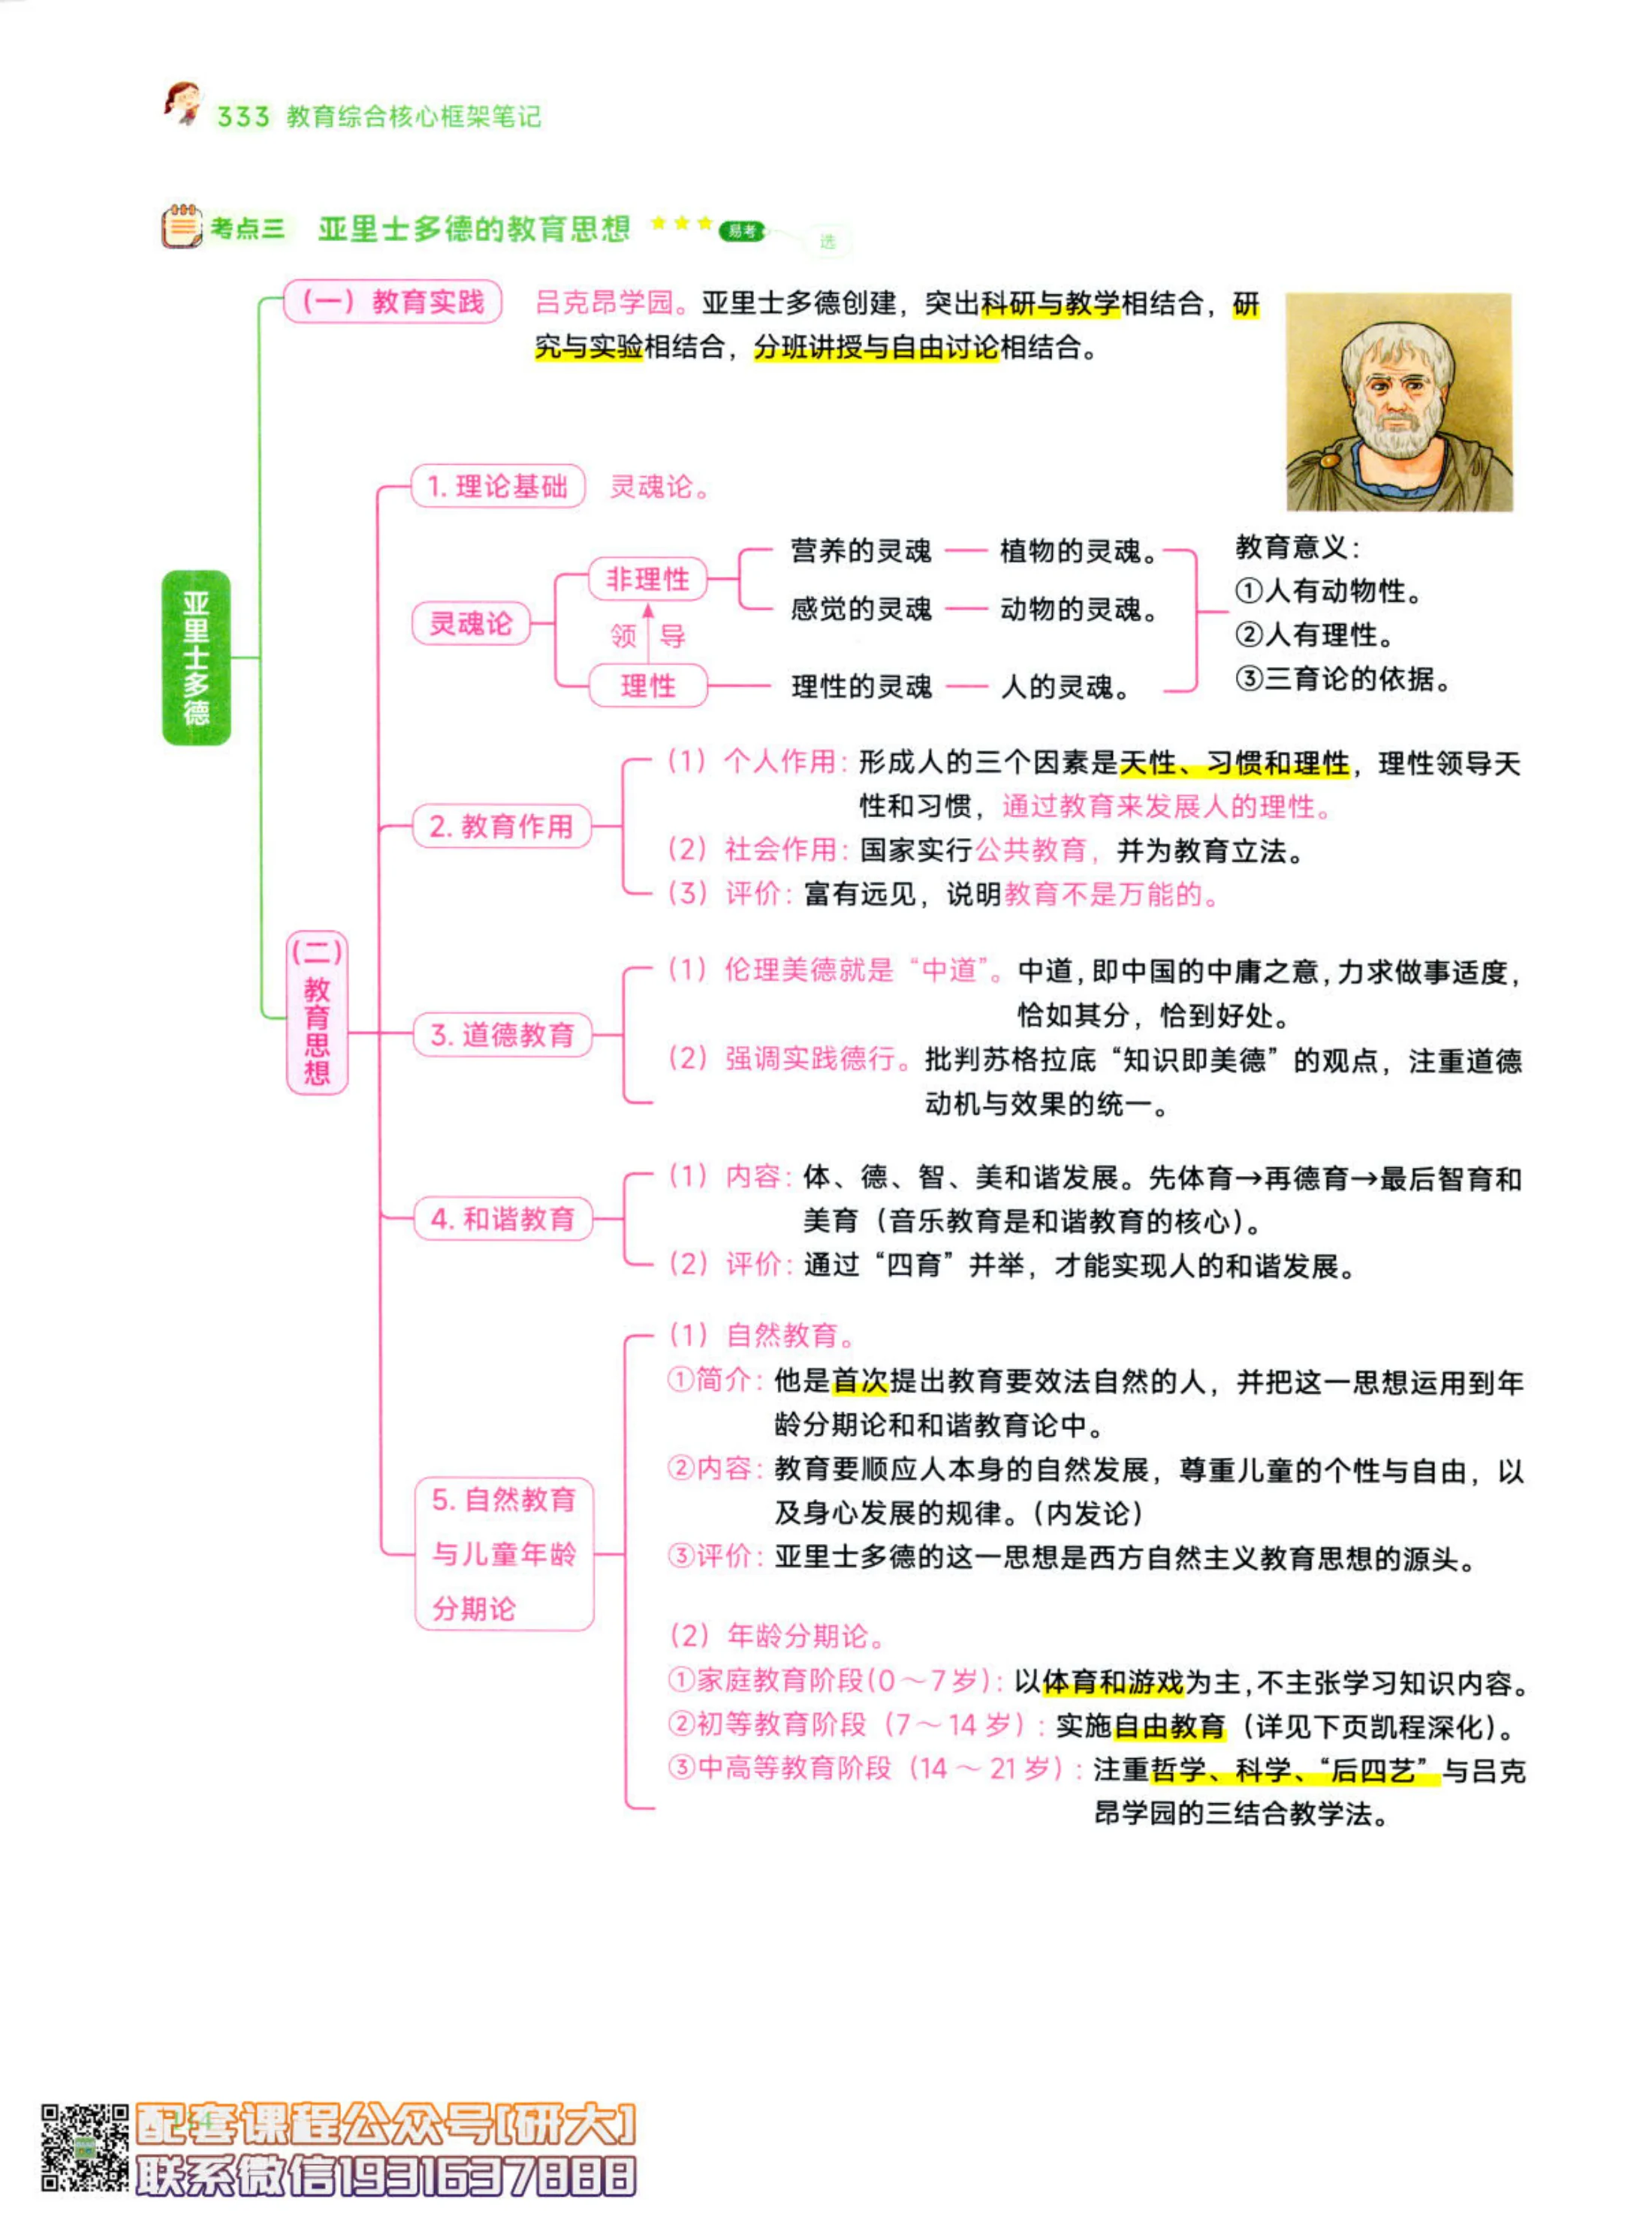 333 教育综合核心框架笔记
考点三 亚里士多德的教育思想 易考 选
亚里士多德
(一) 教育实践
吕克昂学园。亚里士多德创建，突出科研与教学相结合，研
究与实验相结合，分班讲授与自由讨论相结合。
(二) 教育思想
1. 理论基础 灵魂论。
灵魂论
非理性
领导
理性
营养的灵魂 — 植物的灵魂。
感觉的灵魂 — 动物的灵魂。
理性的灵魂 — 人的灵魂。
教育意义：
①人有动物性。
②人有理性。
③三育论的依据。
2. 教育作用
(1) 个人作用：形成人的三个因素是天性、习惯和理性，理性领导天
性和习惯，通过教育来发展人的理性。
(2) 社会作用：国家实行公共教育，并为教育立法。
(3) 评价：富有远见，说明教育不是万能的。
3. 道德教育
(1) 伦理美德就是“中道”。中道，即中国的中庸之意，力求做事适度，
恰如其分，恰到好处。
(2) 强调实践德行。批判苏格拉底“知识即美德”的观点，注重道德
动机与效果的统一。
4. 和谐教育
(1) 内容：体、德、智、美和谐发展。先体育→再德育→最后智育和
美育（音乐教育是和谐教育的核心）。
(2) 评价：通过“四育”并举，才能实现人的和谐发展。
5. 自然教育
与儿童年龄
分期论
(1) 自然教育。
①简介：他是首次提出教育要效法自然的人，并把这一思想运用到年
龄分期论和和谐教育论中。
②内容：教育要顺应人本身的自然发展，尊重儿童的个性与自由，以
及身心发展的规律。（内发论）
③评价：亚里士多德的这一思想是西方自然主义教育思想的源头。
(2) 年龄分期论。
①家庭教育阶段(0～7岁)：以体育和游戏为主，不主张学习知识内容。
②初等教育阶段（7～14岁）：实施自由教育（详见下页凯程深化）。
③中高等教育阶段（14～21岁）：注重哲学、科学、“后四艺”与吕克
昂学园的三结合教学法。
配套课程公众号[研大]
联系微信1931637888